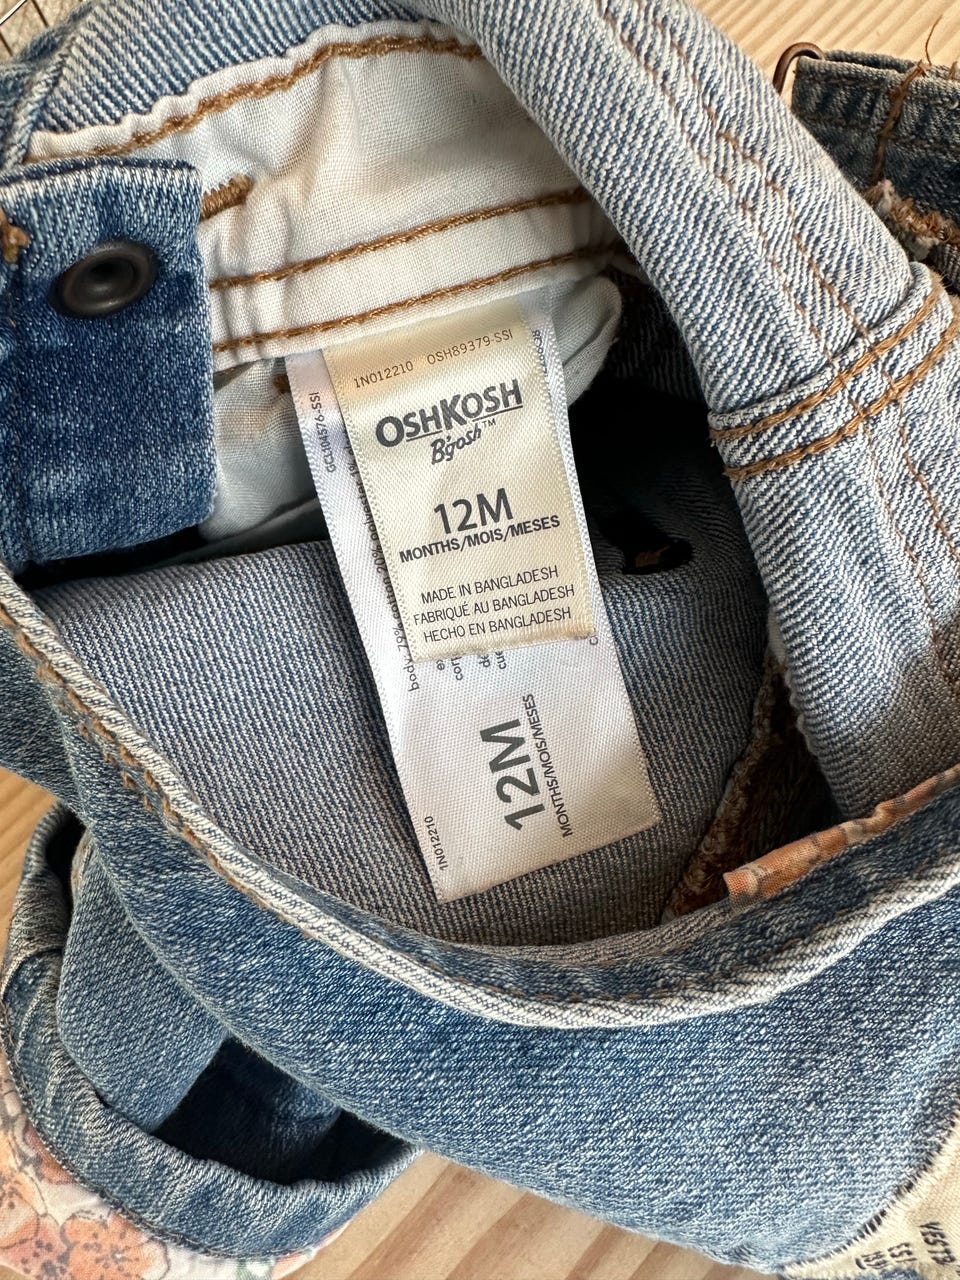 1N012210 OSH89379-SSI
OSHKOSH
B'gosh™
12M
MONTHS/MOIS/MESES
MADE IN BANGLADESH
FABRIQUÉ AU BANGLADESH
HECHO EN BANGLADESH
12M
MONTHS/MOIS/MESES
1N012210